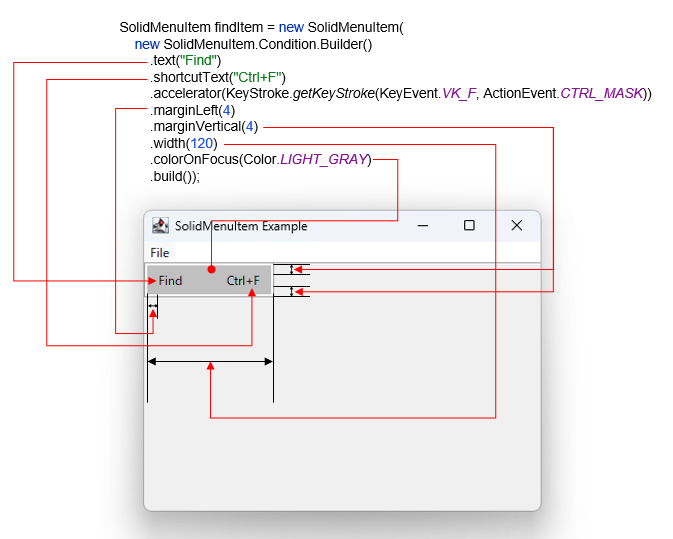 SolidMenuItem findItem = new SolidMenuItem(
new SolidMenuItem.Condition.Builder()
.text("Find")
.shortcutText("Ctrl+F")
.accelerator(KeyStroke.getKeyStroke(KeyEvent.VK_F, ActionEvent.CTRL_MASK))
.marginLeft(4)
.marginVertical(4)
.width(120)
.colorOnFocus(Color.LIGHT_GRAY)
.build());
SolidMenuItem Example
File
Find Ctrl+F